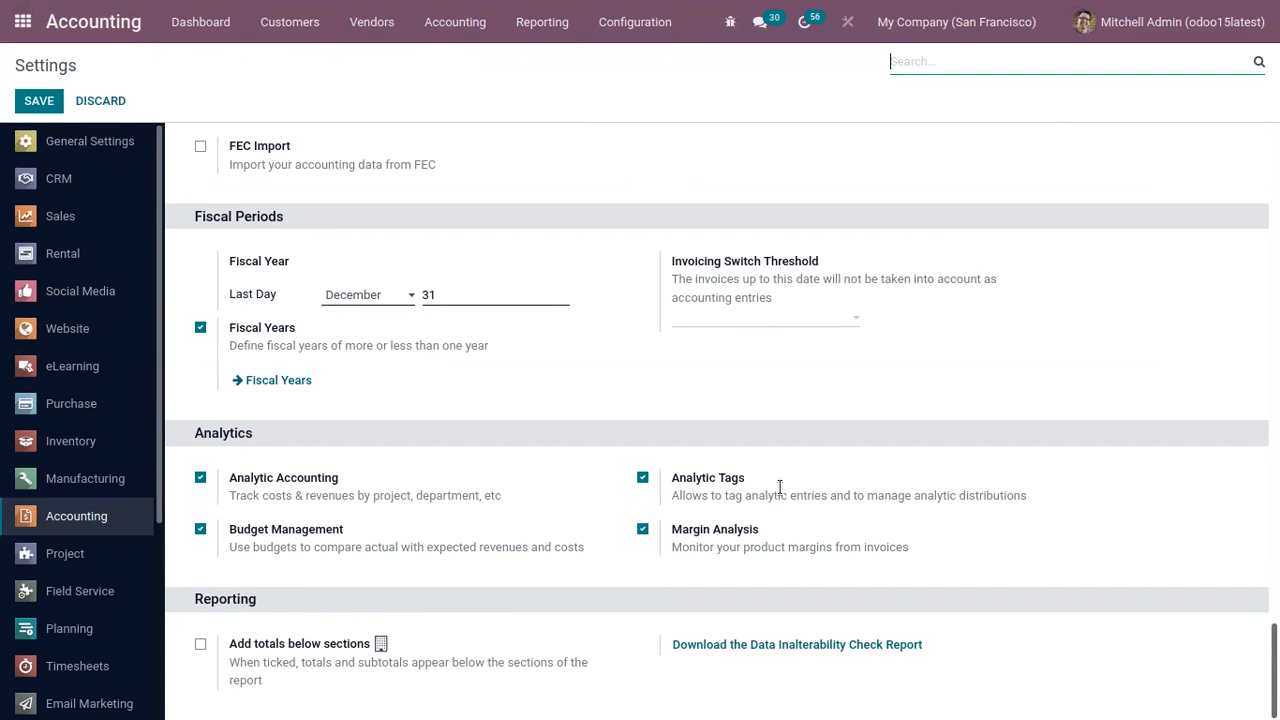 Accounting Dashboard Customers Vendors Accounting Reporting Configuration 30 56 My Company (San Francisco) Mitchell Admin (odoo15latest)
Settings
Search...
SAVE DISCARD
General Settings
CRM
Sales
Rental
Social Media
Website
eLearning
Purchase
Inventory
Manufacturing
Accounting
Project
Field Service
Planning
Timesheets
Email Marketing
FEC Import
Import your accounting data from FEC
Fiscal Periods
Fiscal Year
Last Day December 31
Fiscal Years
Define fiscal years of more or less than one year
Fiscal Years
Invoicing Switch Threshold
The invoices up to this date will not be taken into account as
accounting entries
Analytics
Analytic Accounting
Track costs & revenues by project, department, etc
Analytic Tags
Allows to tag analytic entries and to manage analytic distributions
Budget Management
Use budgets to compare actual with expected revenues and costs
Margin Analysis
Monitor your product margins from invoices
Reporting
Add totals below sections
When ticked, totals and subtotals appear below the sections of the
report
Download the Data Inalterability Check Report